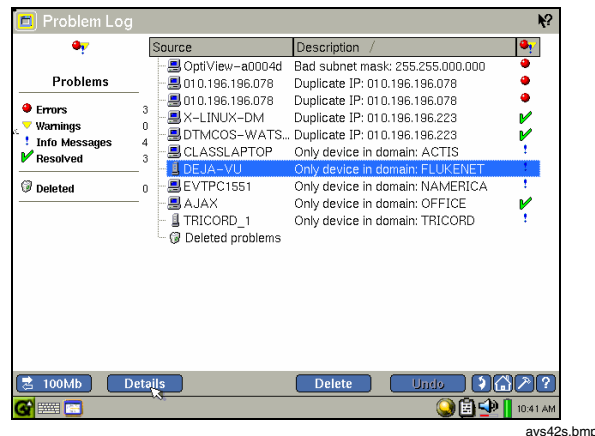 Problem Log
Source Description /
OptiView-a0004d Bad subnet mask: 255.255.000.000
010.196.196.078 Duplicate IP: 010.196.196.078
010.196.196.078 Duplicate IP: 010.196.196.078
X-LINUX-DM Duplicate IP: 010.196.196.223
DTMCOS-WATS... Duplicate IP: 010.196.196.223
CLASSLAPTOP Only device in domain: ACTIS
DEJA-VU Only device in domain: FLUKENET
EVTPC1551 Only device in domain: NAMERICA
AJAX Only device in domain: OFFICE
TRICORD_1 Only device in domain: TRICORD
Deleted problems
Problems
Errors 3
Warnings 0
Info Messages 4
Resolved 3
Deleted 0
100Mb Details Delete Undo ?
10:41 AM
avs42s.bmp